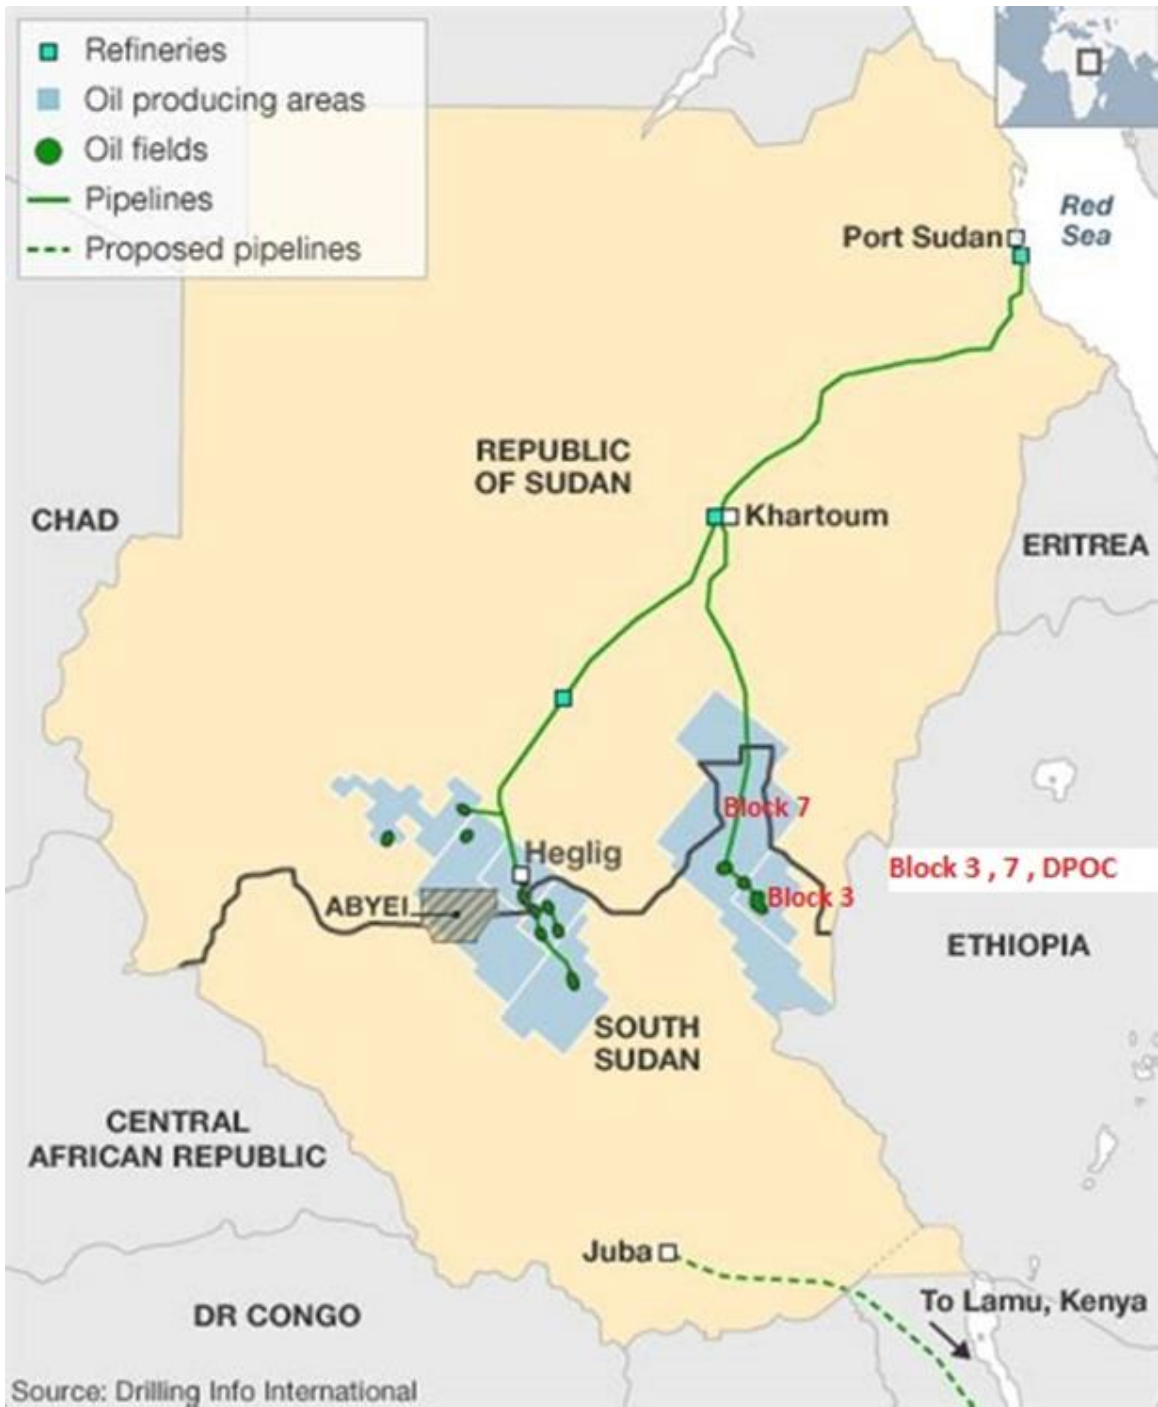 Refineries
Oil producing areas
Oil fields
Pipelines
Proposed pipelines
Port Sudan
Red
Sea
REPUBLIC
OF SUDAN
CHAD
Khartoum
ERITREA
Block 7
Heglig
Block 3 , 7 , DPOC
Block 3
ABYEI
ETHIOPIA
SOUTH
SUDAN
CENTRAL
AFRICAN REPUBLIC
Juba
To Lamu, Kenya
DR CONGO
Source: Drilling Info International